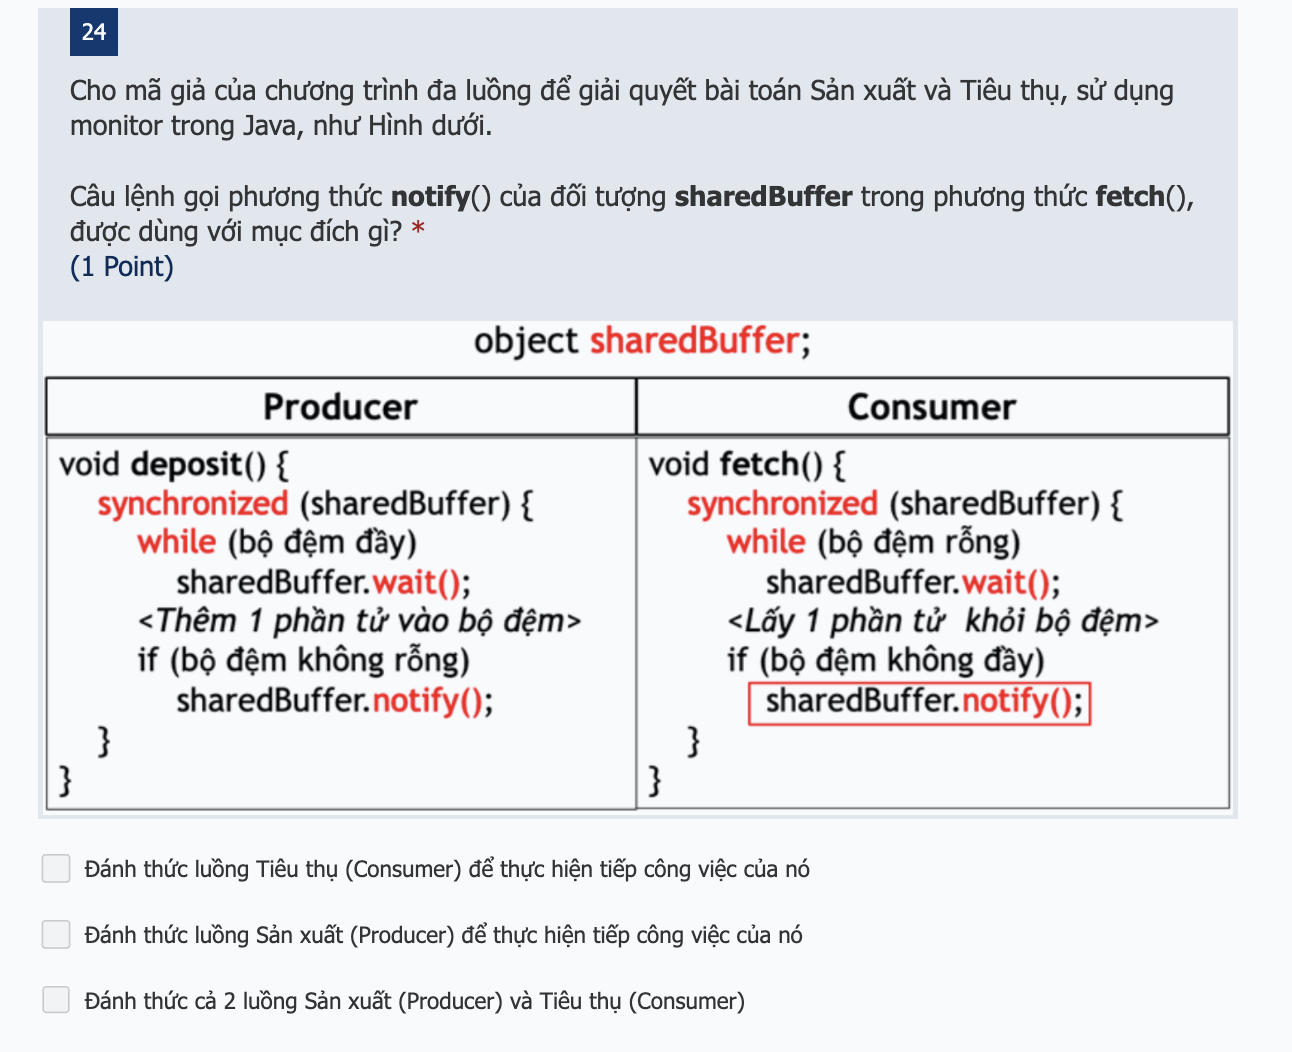 24
Cho mã giả của chương trình đa luồng để giải quyết bài toán Sản xuất và Tiêu thụ, sử dụng
monitor trong Java, như Hình dưới.
Câu lệnh gọi phương thức notify() của đối tượng sharedBuffer trong phương thức fetch(),
được dùng với mục đích gì? *
(1 Point)
object sharedBuffer;
Producer
void deposit() {
synchronized (sharedBuffer) {
while (bộ đệm đầy)
sharedBuffer.wait();
<Thêm 1 phần tử vào bộ đệm>
if (bộ đệm không rỗng)
sharedBuffer.notify();
}
}
Consumer
void fetch() {
synchronized (sharedBuffer) {
while (bộ đệm rỗng)
sharedBuffer.wait();
<Lấy 1 phần tử khỏi bộ đệm>
if (bộ đệm không đầy)
sharedBuffer.notify();
}
}
Đánh thức luồng Tiêu thụ (Consumer) để thực hiện tiếp công việc của nó
Đánh thức luồng Sản xuất (Producer) để thực hiện tiếp công việc của nó
Đánh thức cả 2 luồng Sản xuất (Producer) và Tiêu thụ (Consumer)